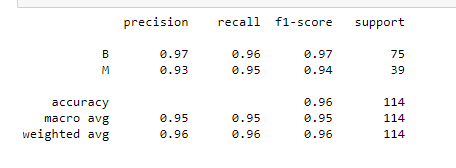 precision recall f1-score support
B 0.97 0.96 0.97 75
M 0.93 0.95 0.94 39
accuracy 0.96 114
macro avg 0.95 0.95 0.95 114
weighted avg 0.96 0.96 0.96 114